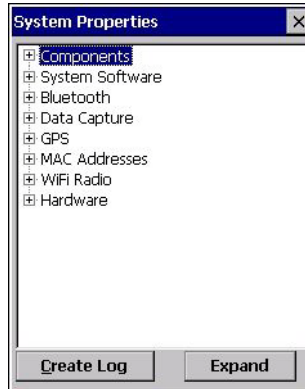 System Properties
Components
System Software
Bluetooth
Data Capture
GPS
MAC Addresses
WiFi Radio
Hardware
Create Log Expand